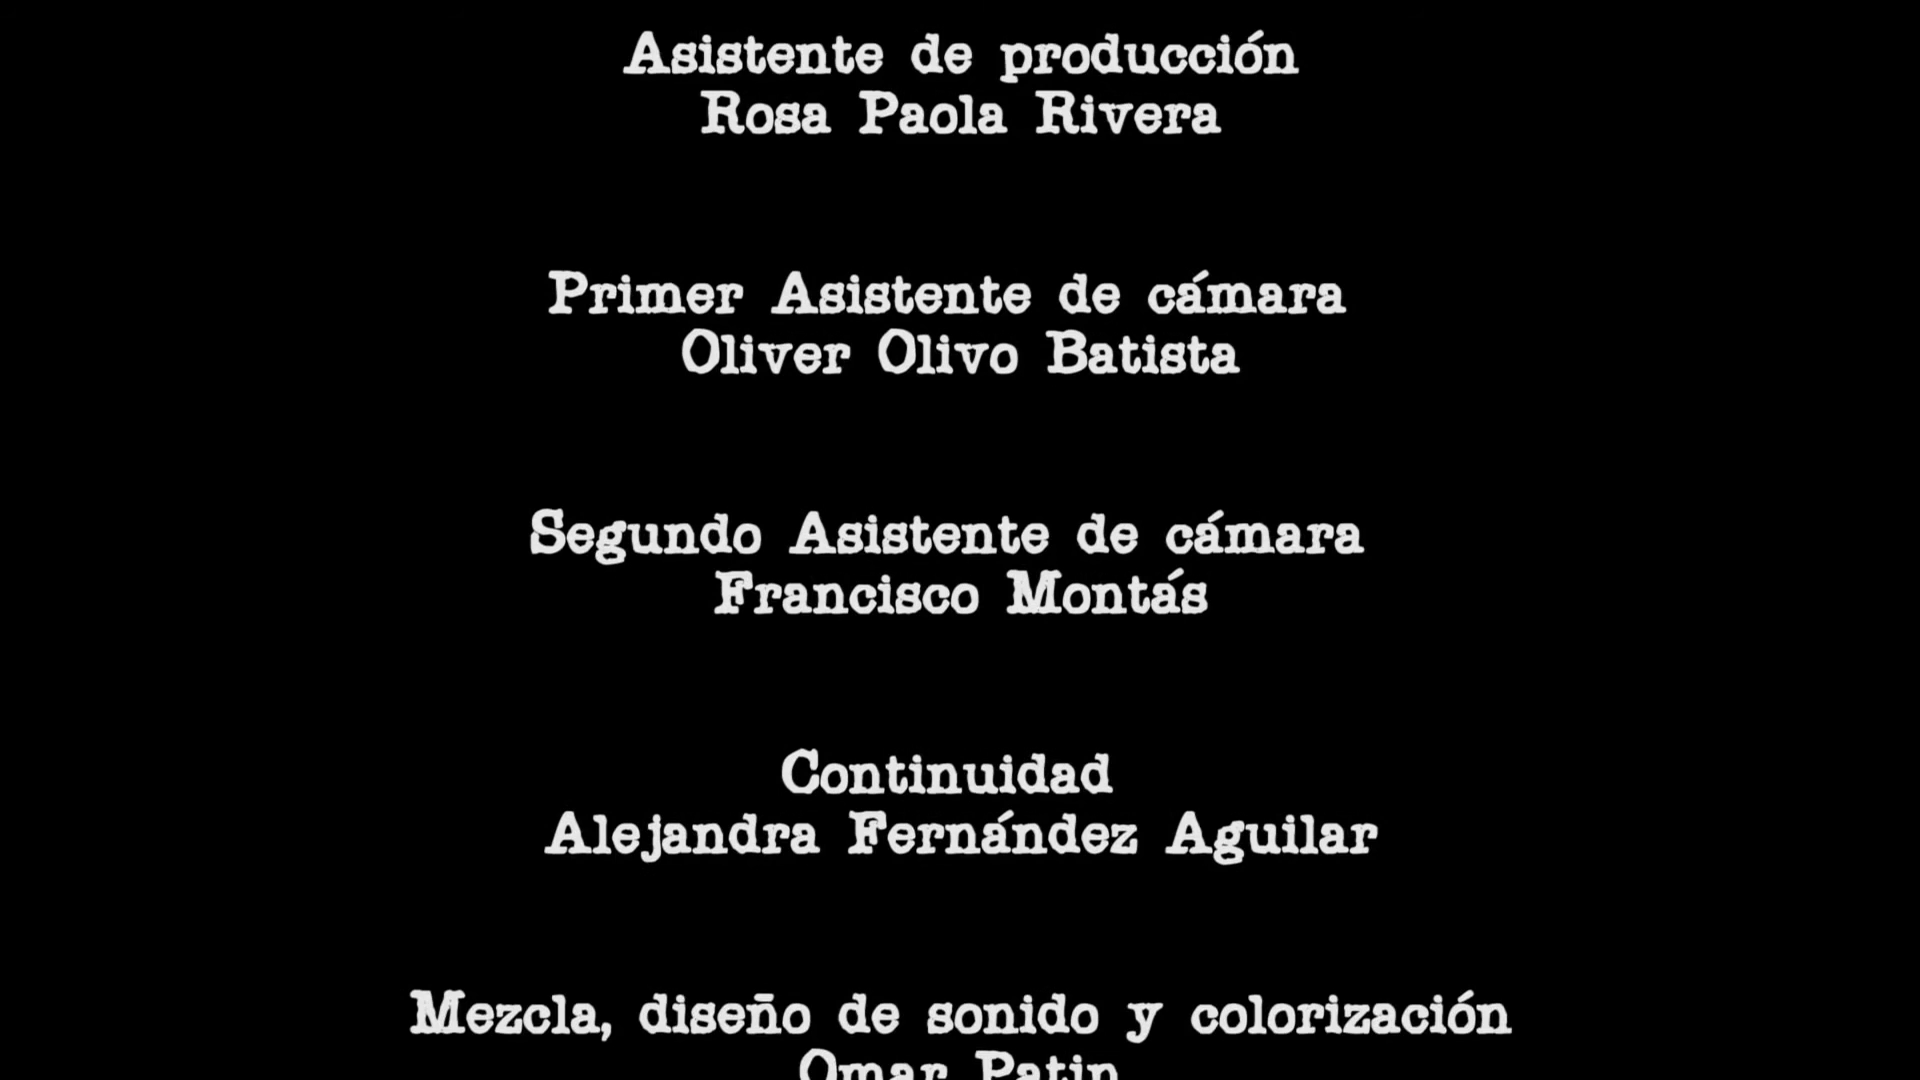 Asistente de producción
Rosa Paola Rivera
Primer Asistente de cámara
Oliver Olivo Batista
Segundo Asistente de cámara
Francisco Montás
Continuidad
Alejandra Fernández Aguilar
Mezcla, diseño de sonido y colorización
Omar Patin